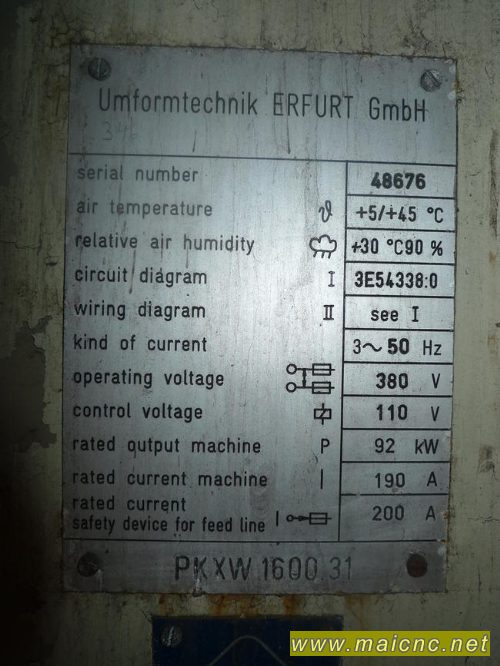 Umformtechnik ERFURT GmbH
346
serial number 48676
air temperature ϑ +5/+45 °C
relative air humidity +30 °C90 %
circuit diagram I 3E54338:0
wiring diagram II see I
kind of current 3~ 50 Hz
operating voltage 380 V
control voltage 110 V
rated output machine P 92 kW
rated current machine I 190 A
rated current
safety device for feed line I 200 A
PKXW 1600 31
www.maicnc.net